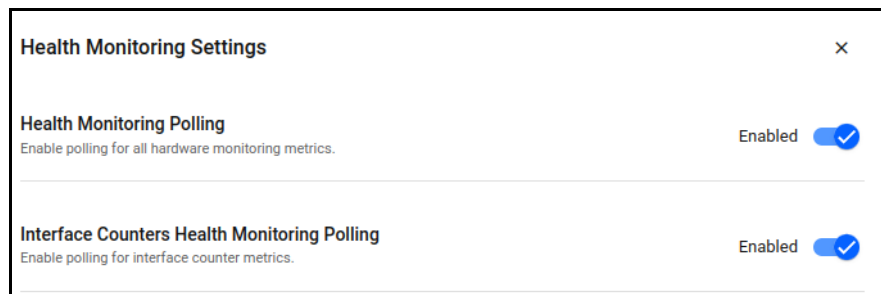 Health Monitoring Settings
Health Monitoring Polling
Enable polling for all hardware monitoring metrics.
Enabled
Interface Counters Health Monitoring Polling
Enable polling for interface counter metrics.
Enabled